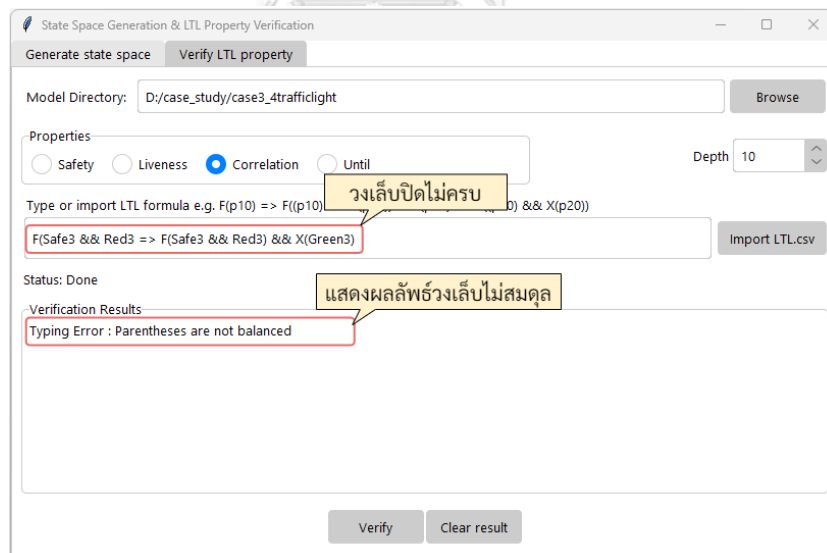 State Space Generation & LTL Property Verification
Generate state space Verify LTL property
Model Directory: D:/case_study/case3_4trafficlight Browse
Properties
Safety Liveness Correlation Until Depth 10
วงเล็บปิดไม่ครบ
Type or import LTL formula e.g. F(p10) => F((p10) && X(p20))
F(Safe3 && Red3 => F(Safe3 && Red3) && X(Green3) Import LTL.csv
Status: Done
แสดงผลลัพธ์วงเล็บไม่สมดุล
Verification Results
Typing Error : Parentheses are not balanced
Verify Clear result